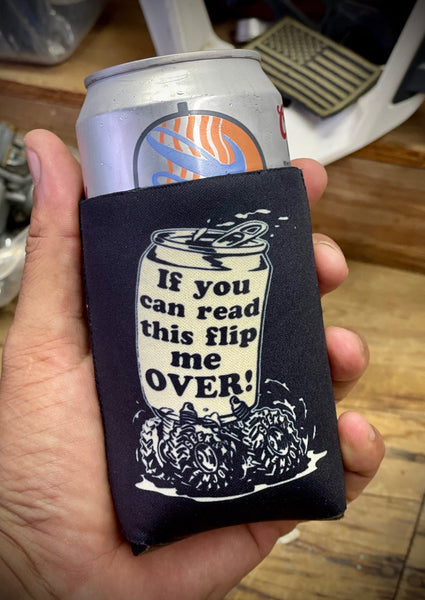 If you
can read
this flip
me
OVER!